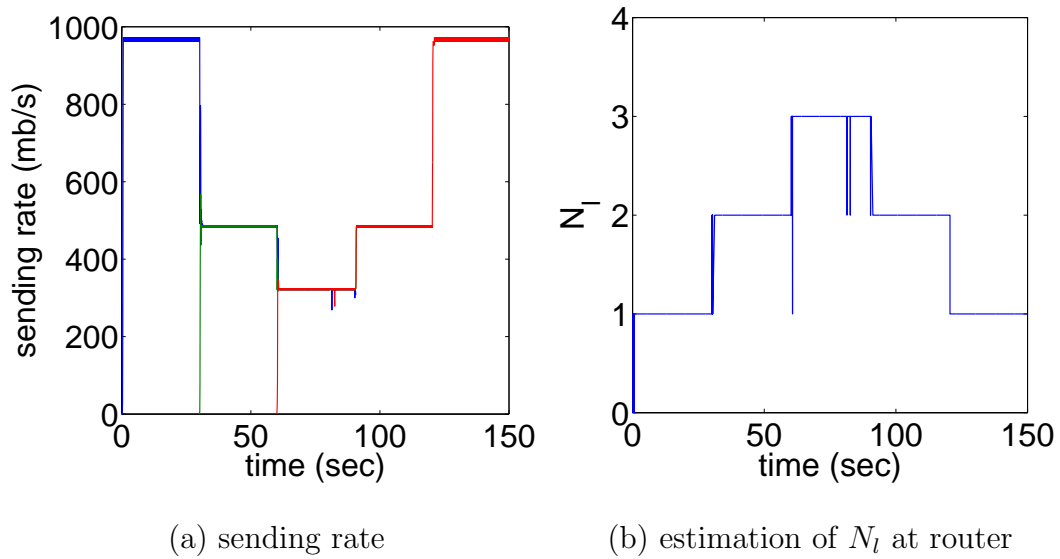 1000
800
600
400
200
0
sending rate (mb/s)
0 50 100 150
time (sec)
(a) sending rate
4
3
2
1
0
N_l
0 50 100 150
time (sec)
(b) estimation of N_l at router